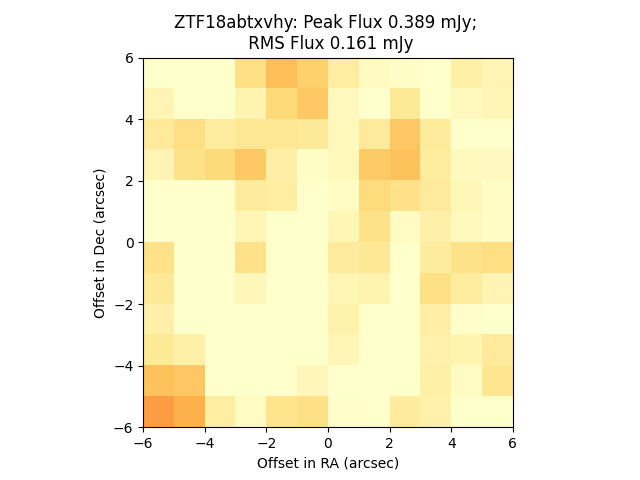 ZTF18abtxvhy: Peak Flux 0.389 mJy;
RMS Flux 0.161 mJy
6
4
2
0
−2
−4
−6
Offset in Dec (arcsec)
−6 −4 −2 0 2 4 6
Offset in RA (arcsec)